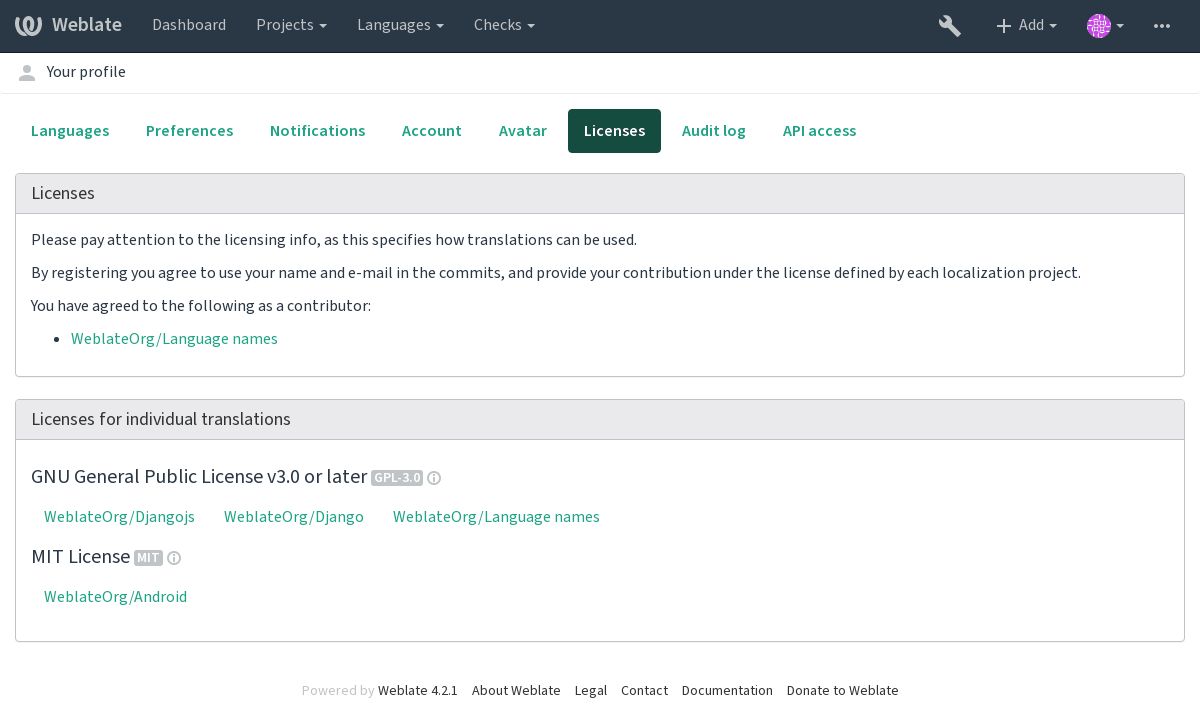 Weblate Dashboard Projects Languages Checks Add
Your profile
Languages Preferences Notifications Account Avatar Licenses Audit log API access
Licenses
Please pay attention to the licensing info, as this specifies how translations can be used.
By registering you agree to use your name and e-mail in the commits, and provide your contribution under the license defined by each localization project.
You have agreed to the following as a contributor:
WeblateOrg/Language names
Licenses for individual translations
GNU General Public License v3.0 or later GPL-3.0
WeblateOrg/Djangojs WeblateOrg/Django WeblateOrg/Language names
MIT License MIT
WeblateOrg/Android
Powered by Weblate 4.2.1 About Weblate Legal Contact Documentation Donate to Weblate